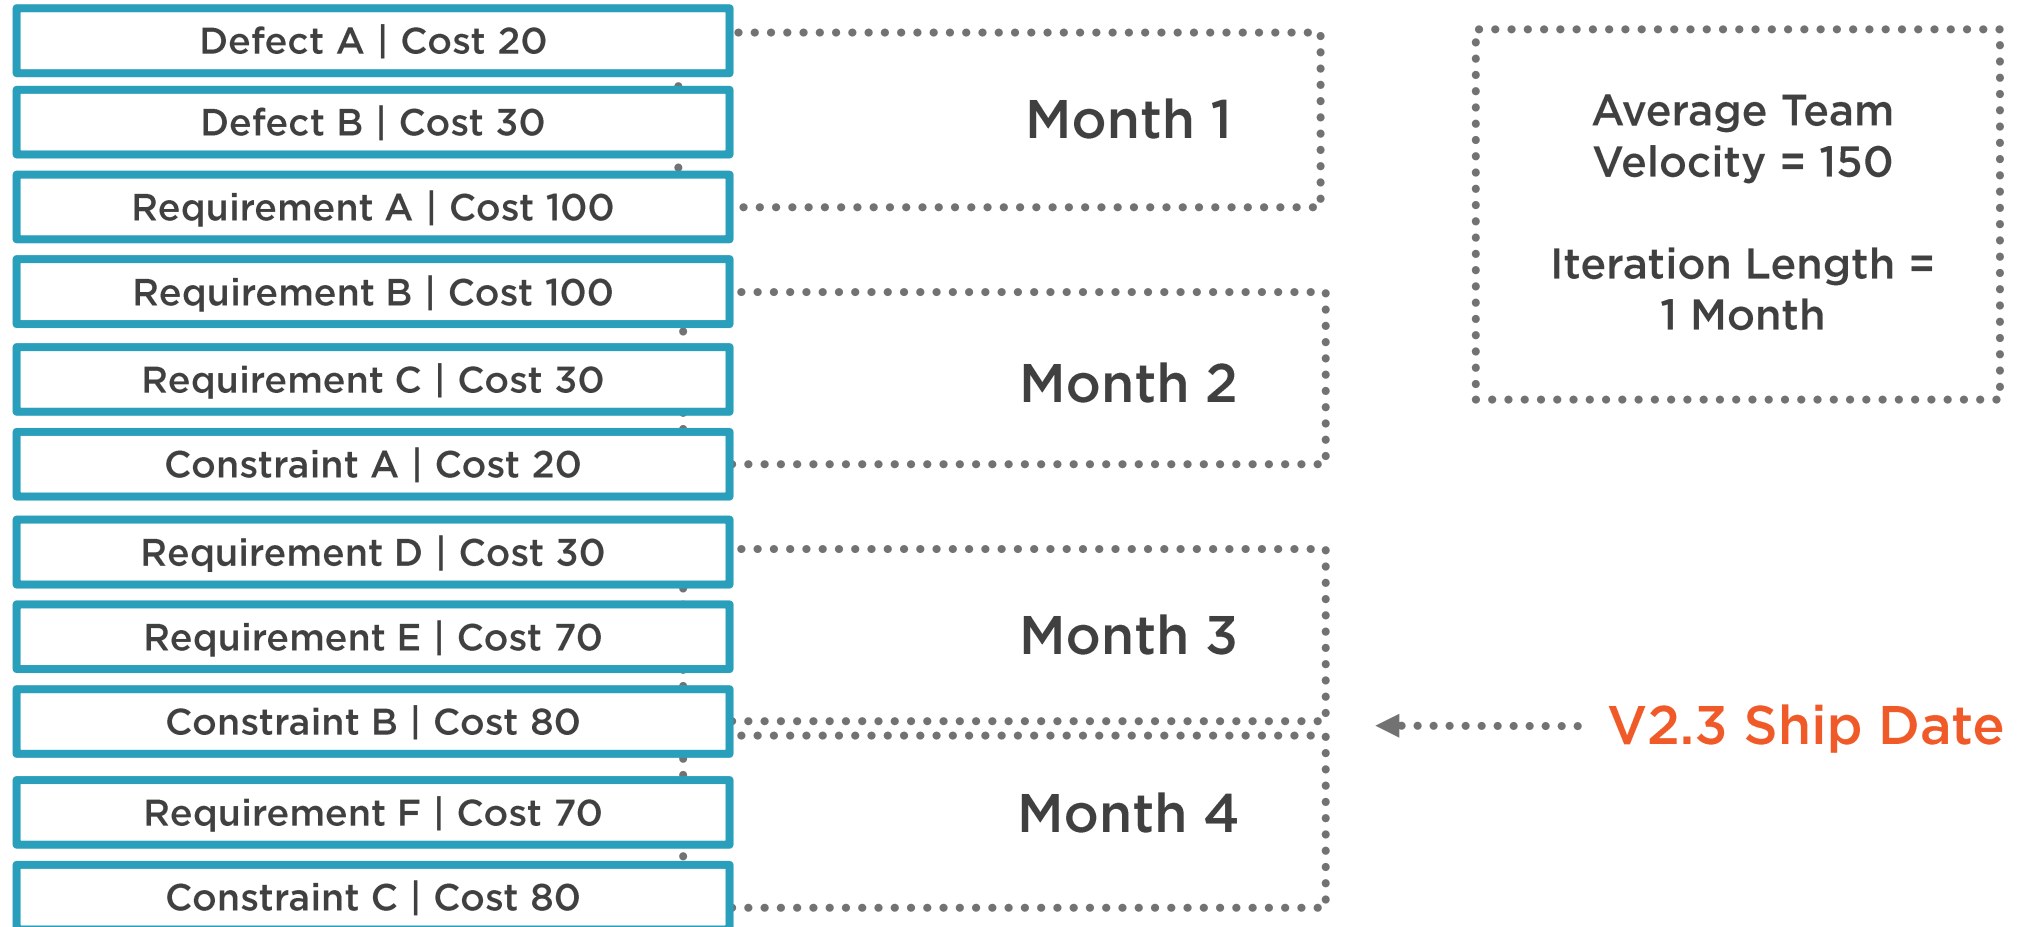 Defect A | Cost 20
Defect B | Cost 30
Requirement A | Cost 100
Requirement B | Cost 100
Requirement C | Cost 30
Constraint A | Cost 20
Requirement D | Cost 30
Requirement E | Cost 70
Constraint B | Cost 80
Requirement F | Cost 70
Constraint C | Cost 80
Month 1
Month 2
Month 3
Month 4
Average Team
Velocity = 150
Iteration Length =
1 Month
V2.3 Ship Date